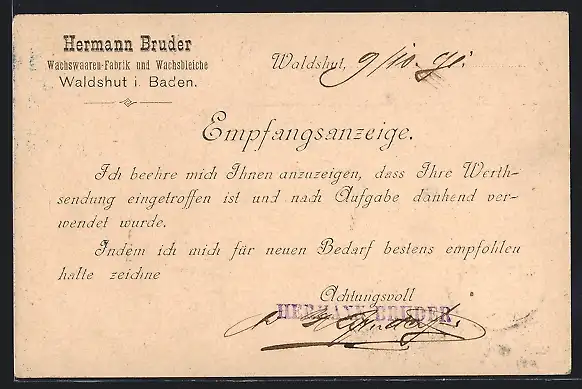 Hermann Bruder
Wachswaaren-Fabrik und Wachsbleiche
Waldshut i. Baden.
Waldshut, 9/10. 91.
Empfangsanzeige.
Ich beehre mich Ihnen anzuzeigen, dass Ihre Werth-
sendung eingetroffen ist und nach Aufgabe dankend ver-
wendet wurde.
Indem ich mich für neuen Bedarf bestens empfohlen
halte zeichne
Achtungsvoll
HERMANN BRUDER